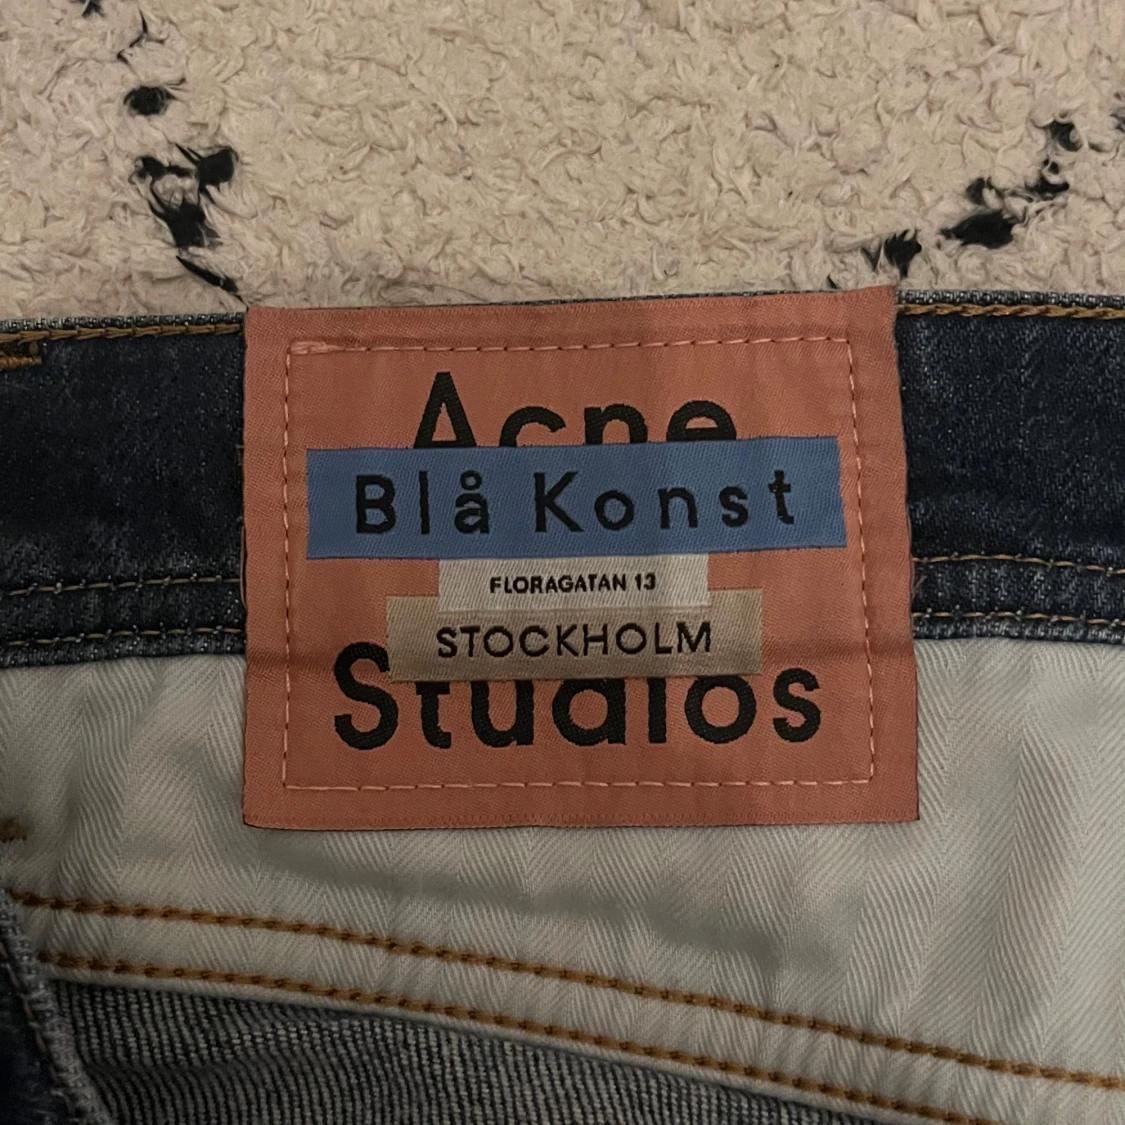 Acne
Blå Konst
FLORAGATAN 13
STOCKHOLM
Studios